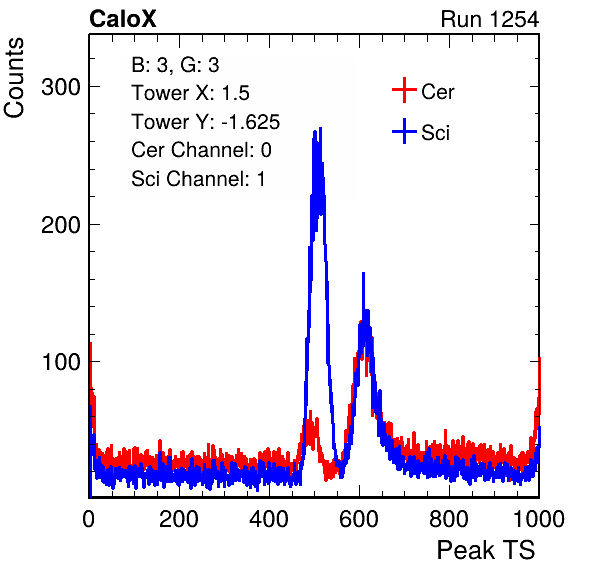 CaloX Run 1254
Counts
B: 3, G: 3
Tower X: 1.5
Tower Y: -1.625
Cer Channel: 0
Sci Channel: 1
Cer
Sci
300
200
100
0 200 400 600 800 1000
Peak TS